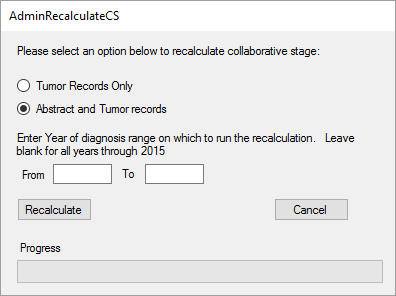 AdminRecalculateCS
Please select an option below to recalculate collaborative stage:
Tumor Records Only
Abstract and Tumor records
Enter Year of diagnosis range on which to run the recalculation. Leave
blank for all years through 2015
From To
Recalculate Cancel
Progress